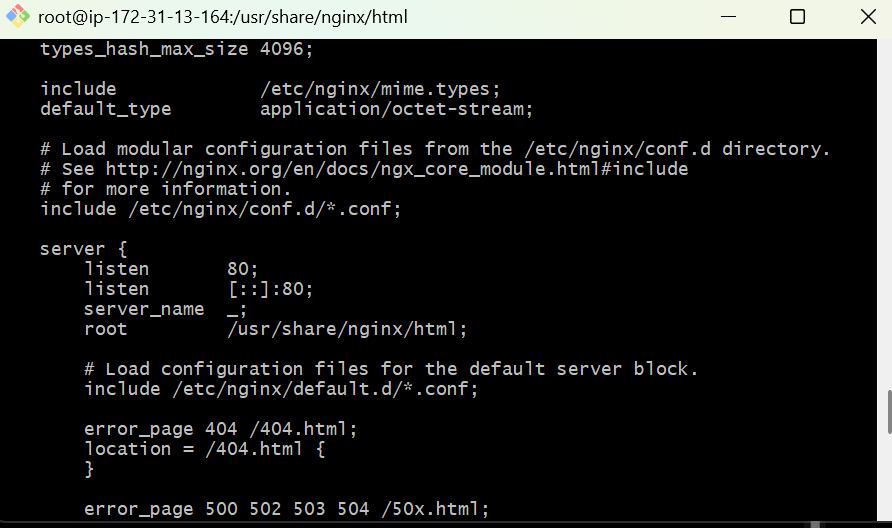 root@ip-172-31-13-164:/usr/share/nginx/html
types_hash_max_size 4096;
include /etc/nginx/mime.types;
default_type application/octet-stream;
# Load modular configuration files from the /etc/nginx/conf.d directory.
# See http://nginx.org/en/docs/ngx_core_module.html#include
# for more information.
include /etc/nginx/conf.d/*.conf;
server {
listen 80;
listen [::]:80;
server_name _;
root /usr/share/nginx/html;
# Load configuration files for the default server block.
include /etc/nginx/default.d/*.conf;
error_page 404 /404.html;
location = /404.html {
}
error_page 500 502 503 504 /50x.html;